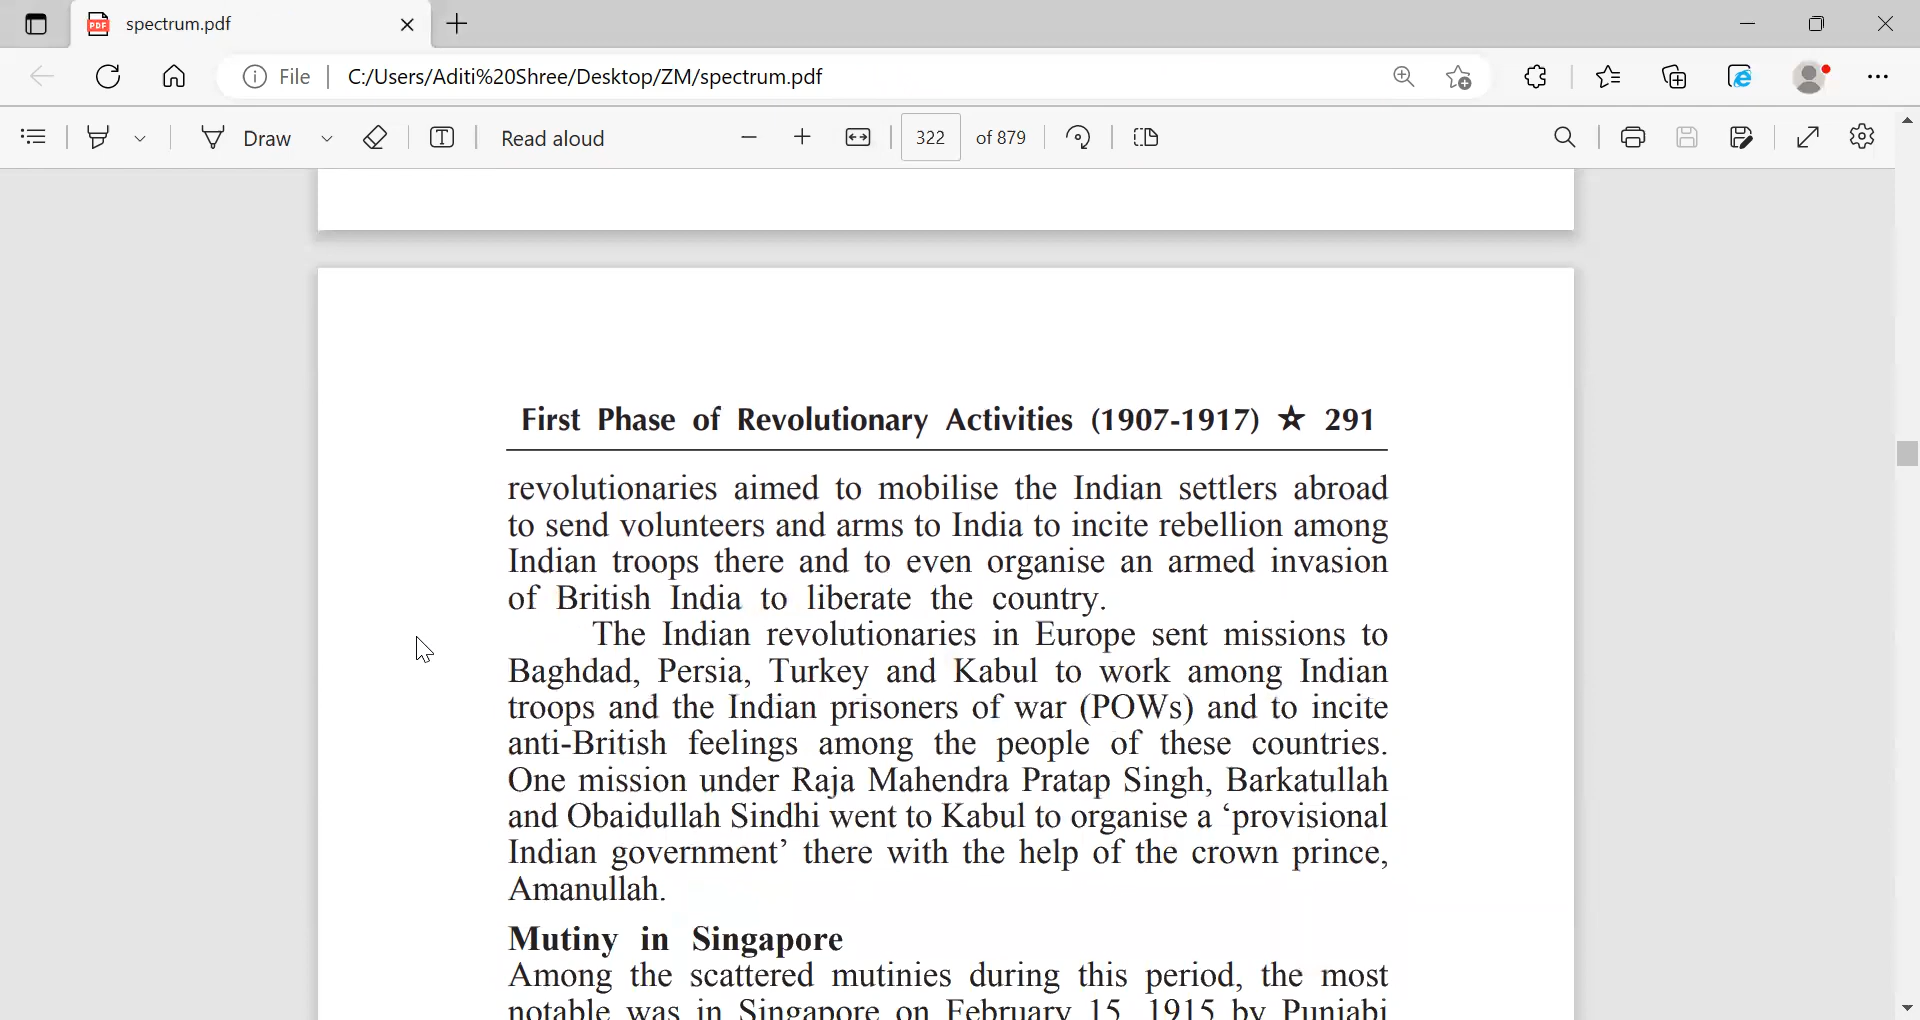 spectrum.pdf
File
C:/Users/Aditi%20Shree/Desktop/ZM/spectrum.pdf
Draw
Read aloud
322 of 879
First Phase of Revolutionary Activities (1907-1917) ☆ 291
revolutionaries aimed to mobilise the Indian settlers abroad
to send volunteers and arms to India to incite rebellion among
Indian troops there and to even organise an armed invasion
of British India to liberate the country.
The Indian revolutionaries in Europe sent missions to
Baghdad, Persia, Turkey and Kabul to work among Indian
troops and the Indian prisoners of war (POWs) and to incite
anti-British feelings among the people of these countries.
One mission under Raja Mahendra Pratap Singh, Barkatullah
and Obaidullah Sindhi went to Kabul to organise a ‘provisional
Indian government’ there with the help of the crown prince,
Amanullah.
Mutiny in Singapore
Among the scattered mutinies during this period, the most
notable was in Singapore on February 15, 1915 by Punjabi